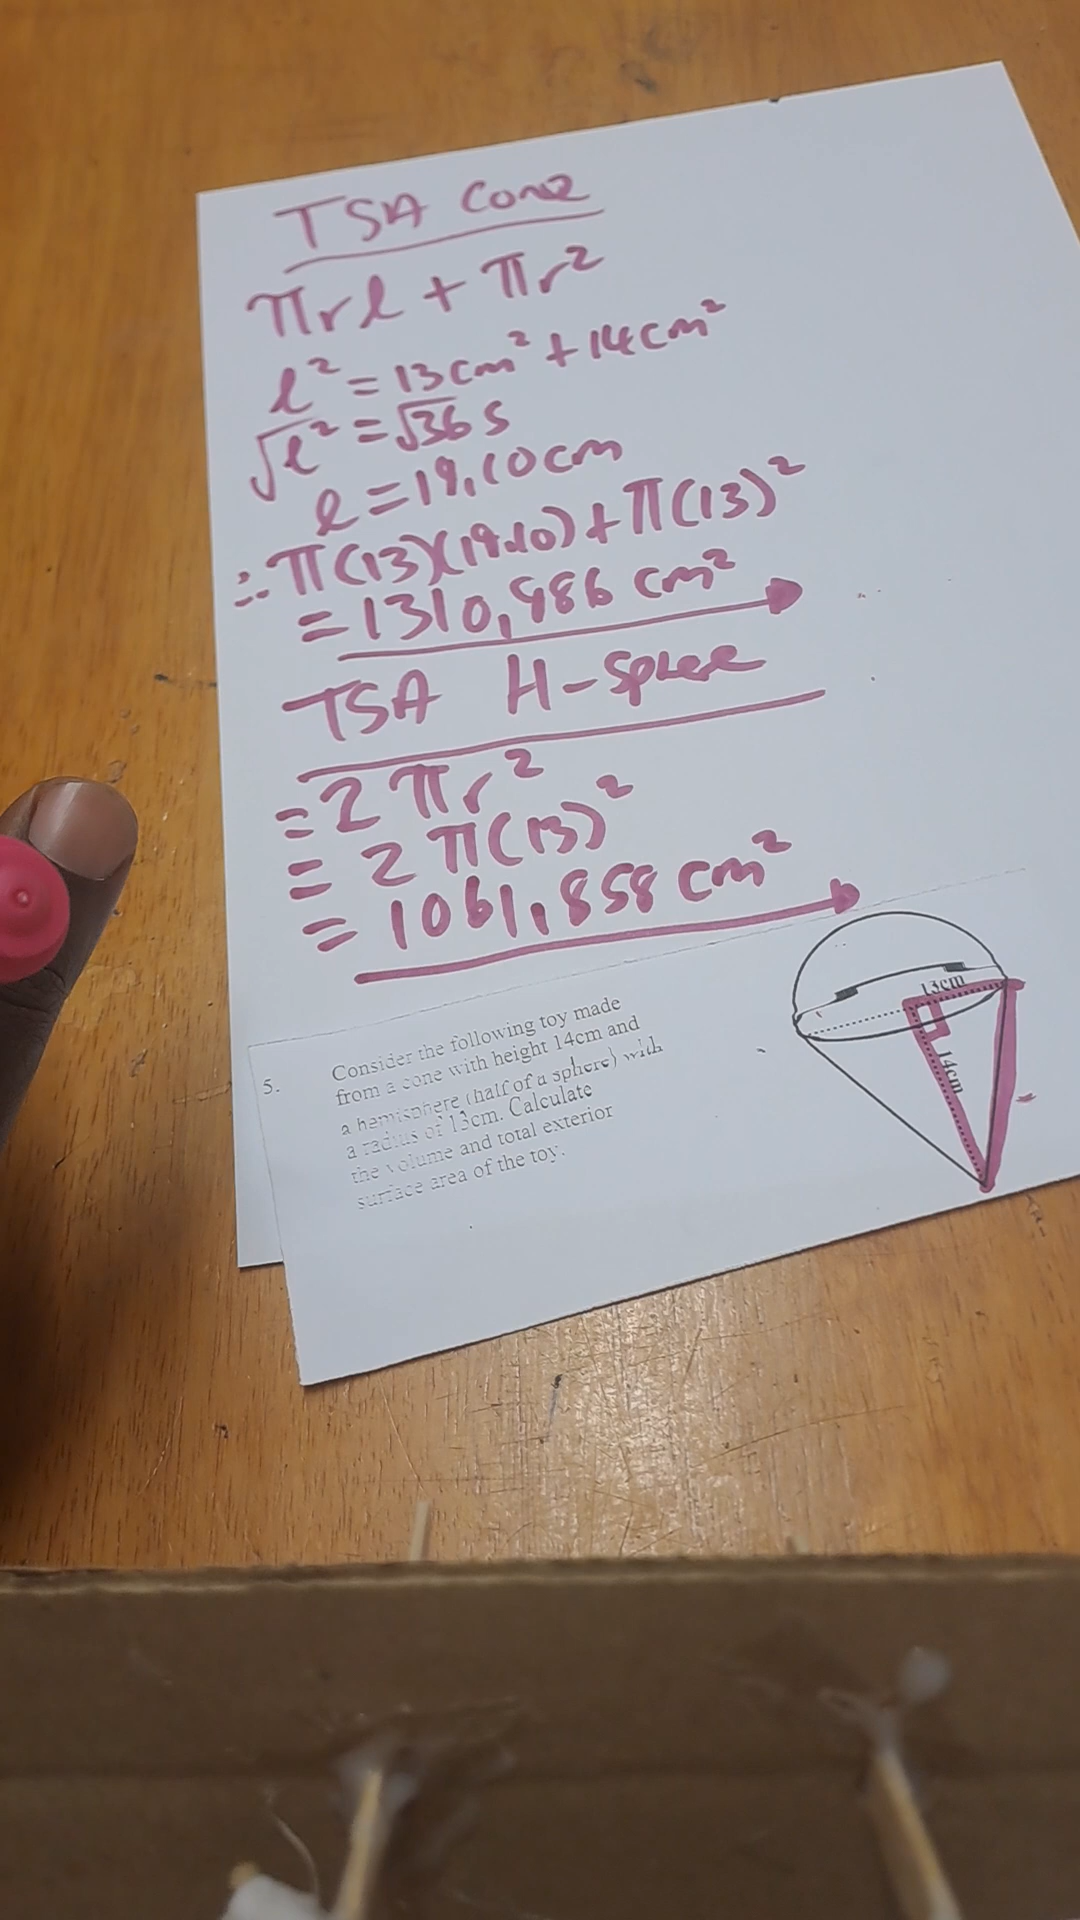 TSA Cone
πrl + πr²
l² = 13cm² + 14cm²
√l² = √365
l = 19,10cm
∴ π(13)(19.10) + π(13)²
= 1310,986 cm²
TSA H-Sphere
= 2πr²
= 2π(13)²
= 1061,858 cm²
5. Consider the following toy made
from a cone with height 14cm and
a hemisphere (half of a sphere) with
a radius of 13cm. Calculate
the volume and total exterior
surface area of the toy.
13cm
14cm